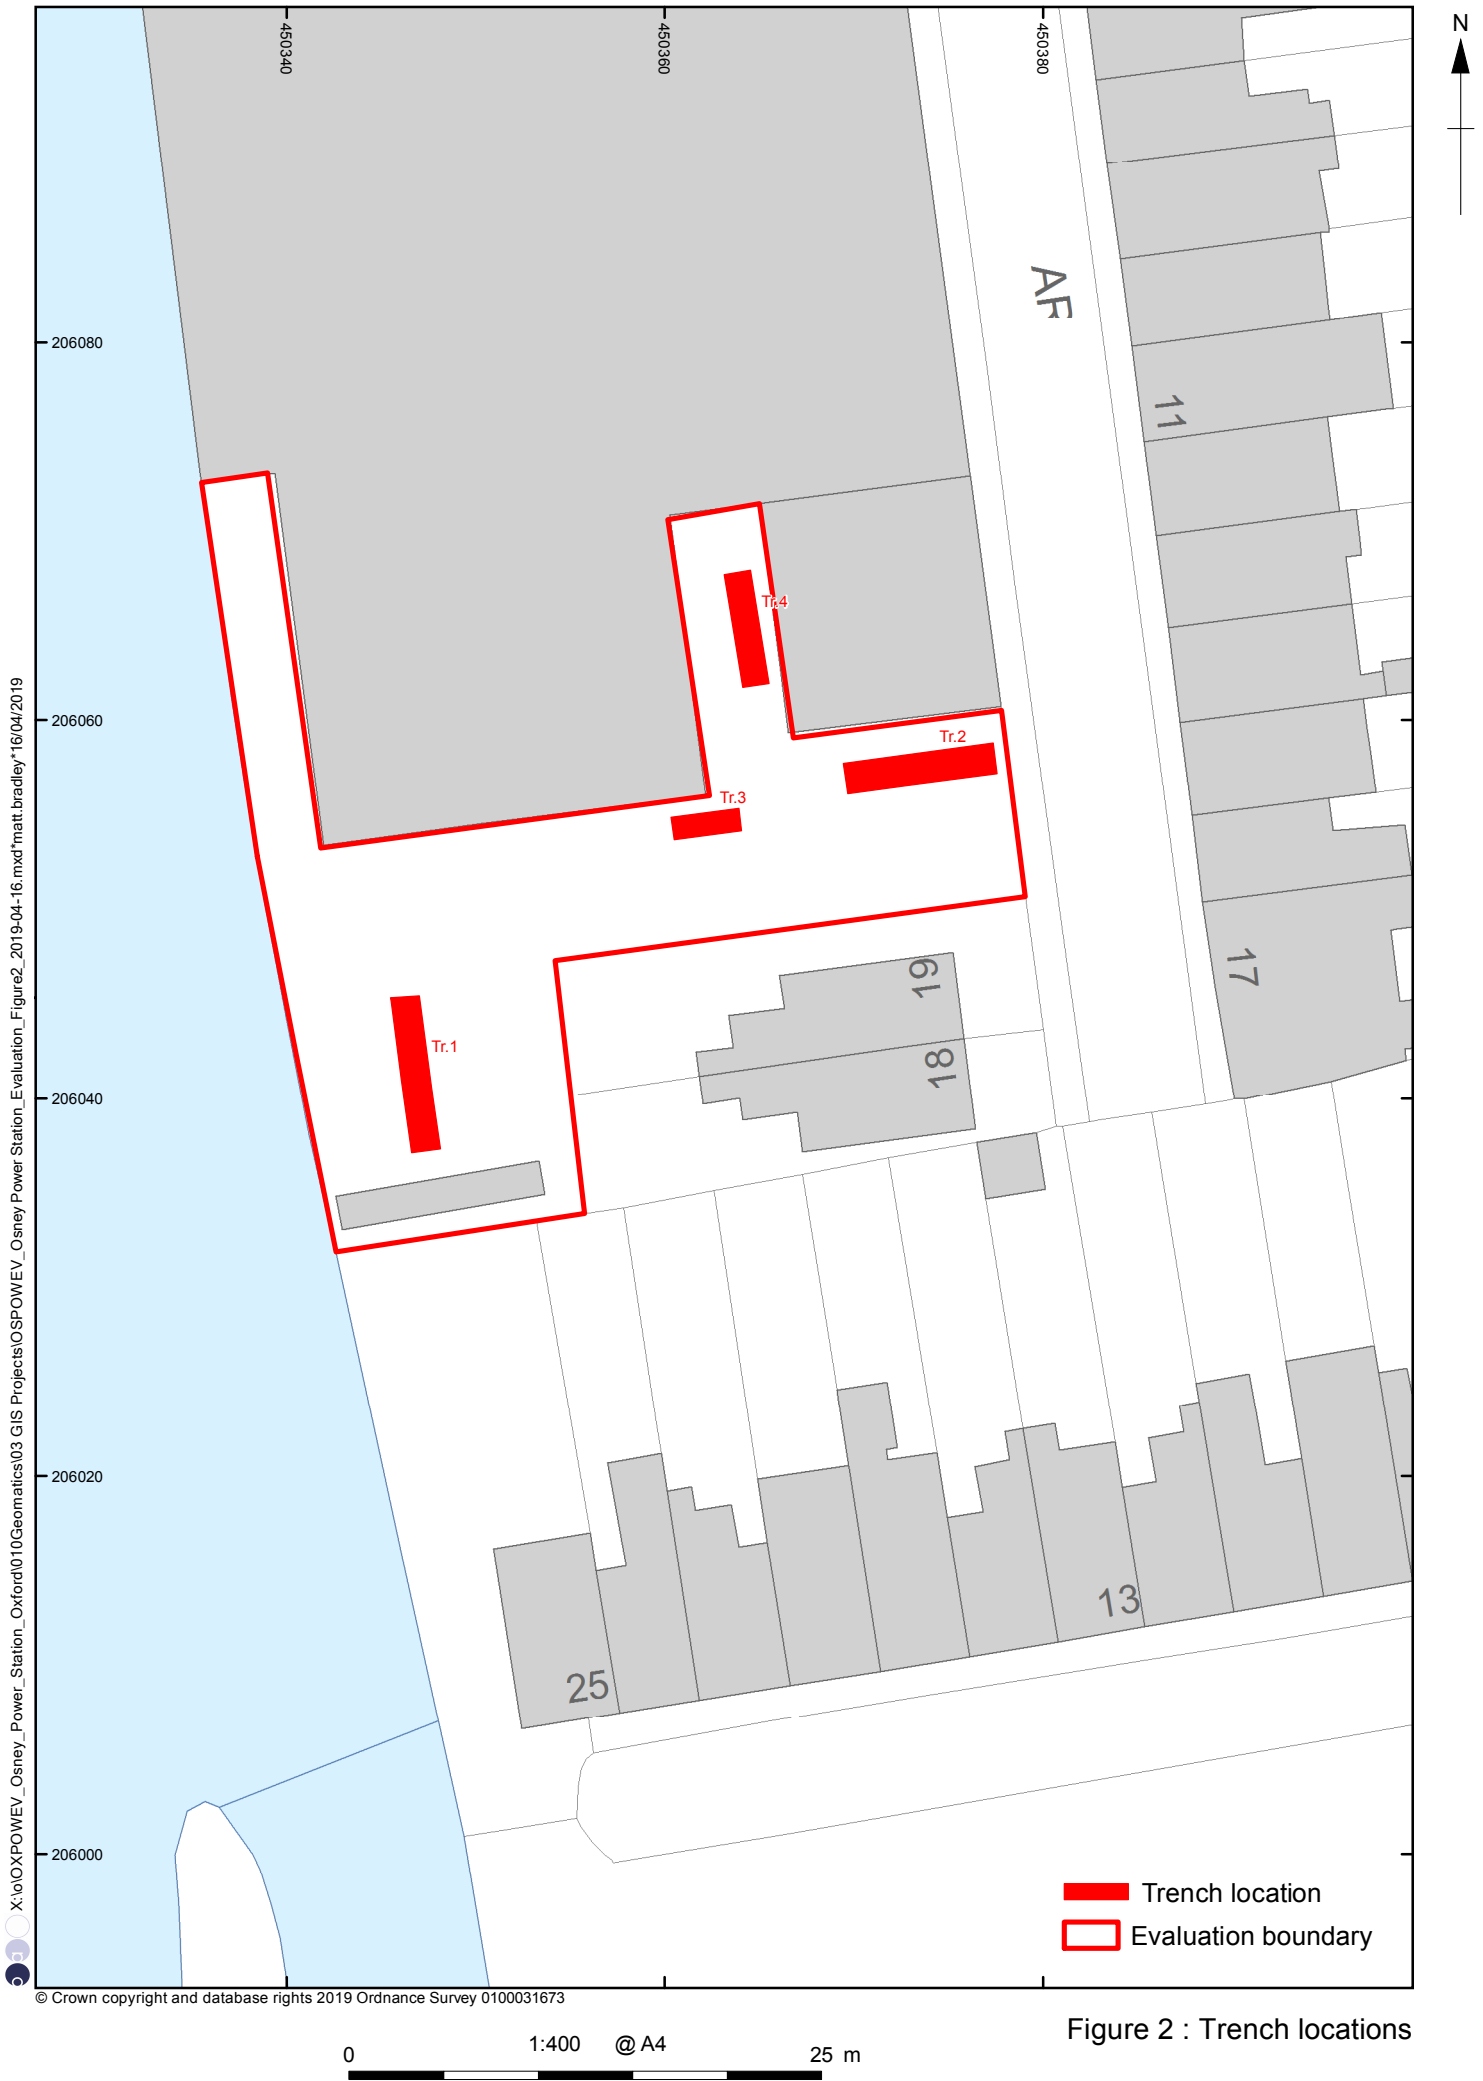 450340
450360
450380
N
AF
206080
11
Tr.4
206060
Tr.2
Tr.3
19
17
Tr.1
18
206040
206020
13
25
206000
Trench location
Evaluation boundary
X:\o\OXPOWEV_Osney_Power_Station_Oxford\010Geomatics\03 GIS Projects\OSPOWEV_Osney Power Station_Evaluation_Figure2_2019-04-16.mxd*matt.bradley*16/04/2019
© Crown copyright and database rights 2019 Ordnance Survey 0100031673
Figure 2 : Trench locations
1:400 @ A4
0 25 m